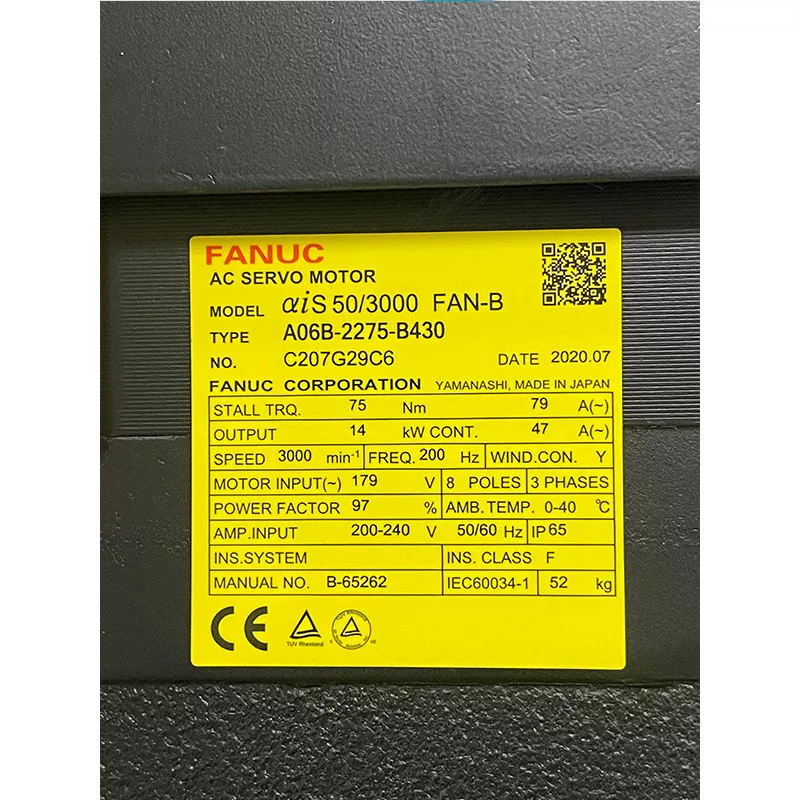 FANUC
AC SERVO MOTOR
MODEL αiS 50/3000 FAN-B
TYPE A06B-2275-B430
NO. C207G29C6 DATE 2020.07
FANUC CORPORATION YAMANASHI, MADE IN JAPAN
STALL TRQ. 75 Nm 79 A(~)
OUTPUT 14 kW CONT. 47 A(~)
SPEED 3000 min-1 FREQ. 200 Hz WIND.CON. Y
MOTOR INPUT(~) 179 V 8 POLES 3 PHASES
POWER FACTOR 97 % AMB.TEMP. 0-40 ℃
AMP.INPUT 200-240 V 50/60 Hz IP 65
INS.SYSTEM INS. CLASS F
MANUAL NO. B-65262 IEC60034-1 52 kg
CE TÜV Rheinland TÜV Rheinland c us